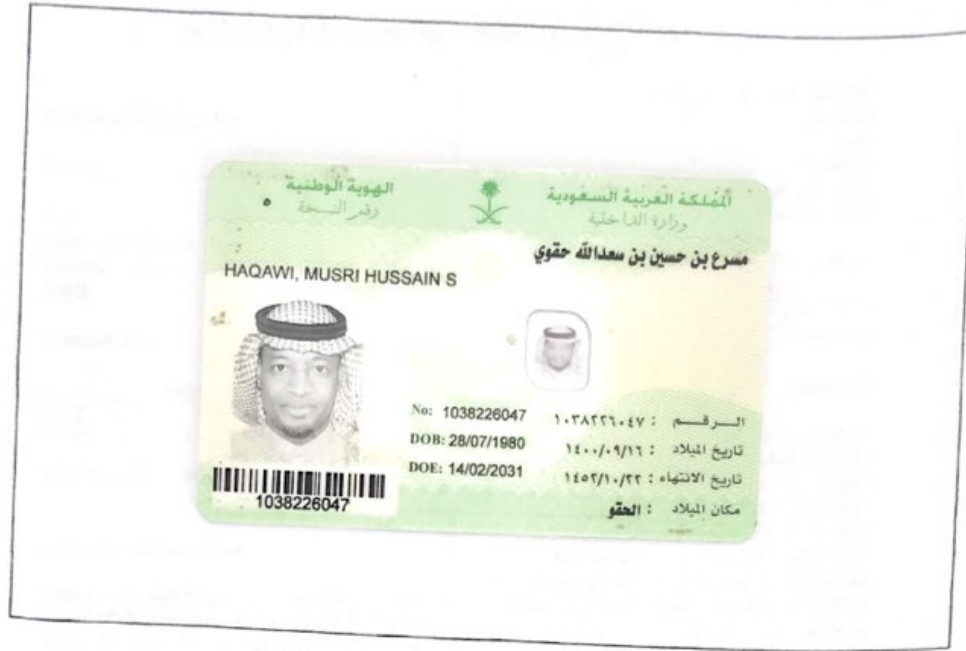 المملكة العربية السعودية
وزارة الداخلية
الهوية الوطنية
رقم النسخة
٥
مسرع بن حسين بن سعدالله حقوي
HAQAWI, MUSRI HUSSAIN S
No: 1038226047
الرقم : ١٠٣٨٢٢٦٠٤٧
DOB: 28/07/1980
تاريخ الميلاد : ١٤٠٠/٠٩/١٦
DOE: 14/02/2031
تاريخ الانتهاء : ١٤٥٢/١٠/٢٢
مكان الميلاد : الحقو
1038226047